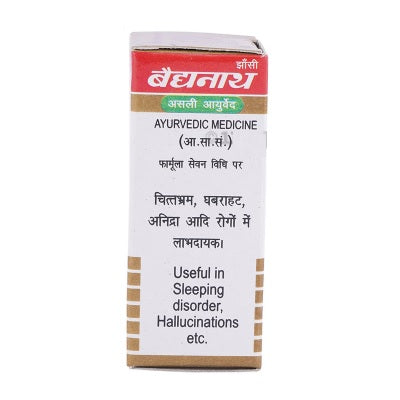 झाँसी
बैद्यनाथ
असली आयुर्वेद
AYURVEDIC MEDICINE
(आ.सा.सं.)
फार्मूला सेवन विधि पर
चित्तभ्रम, घबराहट,
अनिद्रा आदि रोगों में
लाभदायक।
Useful in
Sleeping
disorder,
Hallucinations
etc.